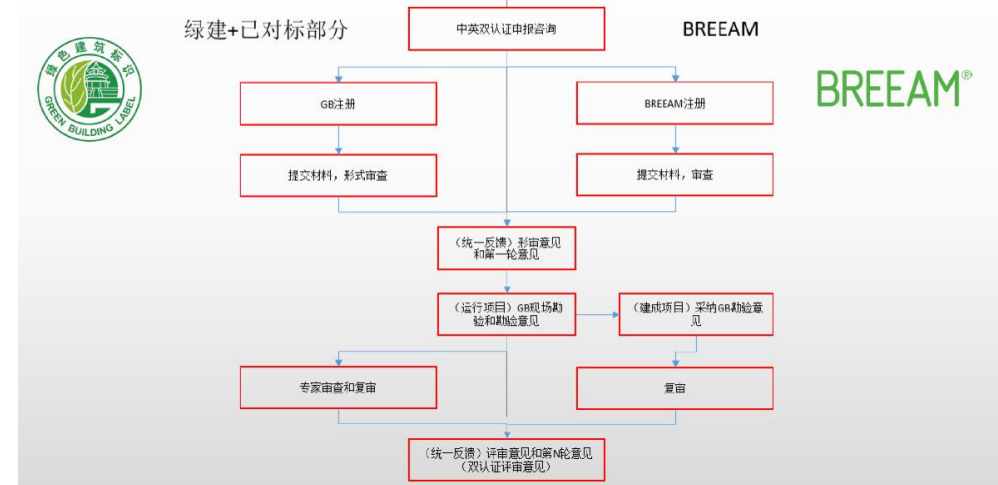 绿建+已对标部分
中英双认证申报咨询
BREEAM
绿色建筑标识
GREEN BUILDING LABEL
BREEAM®
GB注册
BREEAM注册
提交材料，形式审查
提交材料，审查
（统一反馈）形审意见
和第一轮意见
（运行项目）GB现场勘
验和勘验意见
（建成项目）采纳GB勘验意
见
专家审查和复审
复审
（统一反馈）评审意见和第N轮意见
（双认证评审意见）